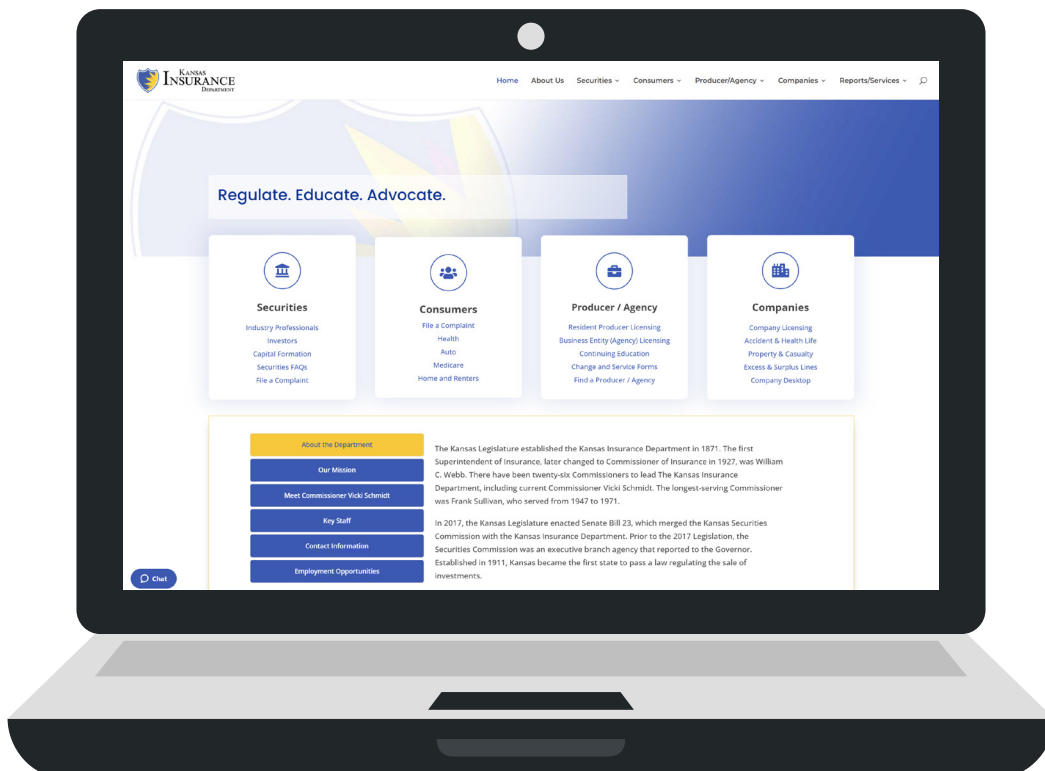 KANSAS
INSURANCE
DEPARTMENT
Home About Us Securities Consumers Producer/Agency Companies Reports/Services
Regulate. Educate. Advocate.
Securities
Industry Professionals
Investors
Capital Formation
Securities FAQs
File a Complaint
Consumers
File a Complaint
Health
Auto
Medicare
Home and Renters
Producer / Agency
Resident Producer Licensing
Business Entity (Agency) Licensing
Continuing Education
Change and Service Forms
Find a Producer / Agency
Companies
Company Licensing
Accident & Health Life
Property & Casualty
Excess & Surplus Lines
Company Desktop
About the Department
Our Mission
Meet Commissioner Vicki Schmidt
Key Staff
Contact Information
Employment Opportunities
The Kansas Legislature established the Kansas Insurance Department in 1871. The first
Superintendent of Insurance, later changed to Commissioner of Insurance in 1927, was William
C. Webb. There have been twenty-six Commissioners to lead The Kansas Insurance
Department, including current Commissioner Vicki Schmidt. The longest-serving Commissioner
was Frank Sullivan, who served from 1947 to 1971.
In 2017, the Kansas Legislature enacted Senate Bill 23, which merged the Kansas Securities
Commission with the Kansas Insurance Department. Prior to the 2017 Legislation, the
Securities Commission was an executive branch agency that reported to the Governor.
Established in 1911, Kansas became the first state to pass a law regulating the sale of
investments.
Chat